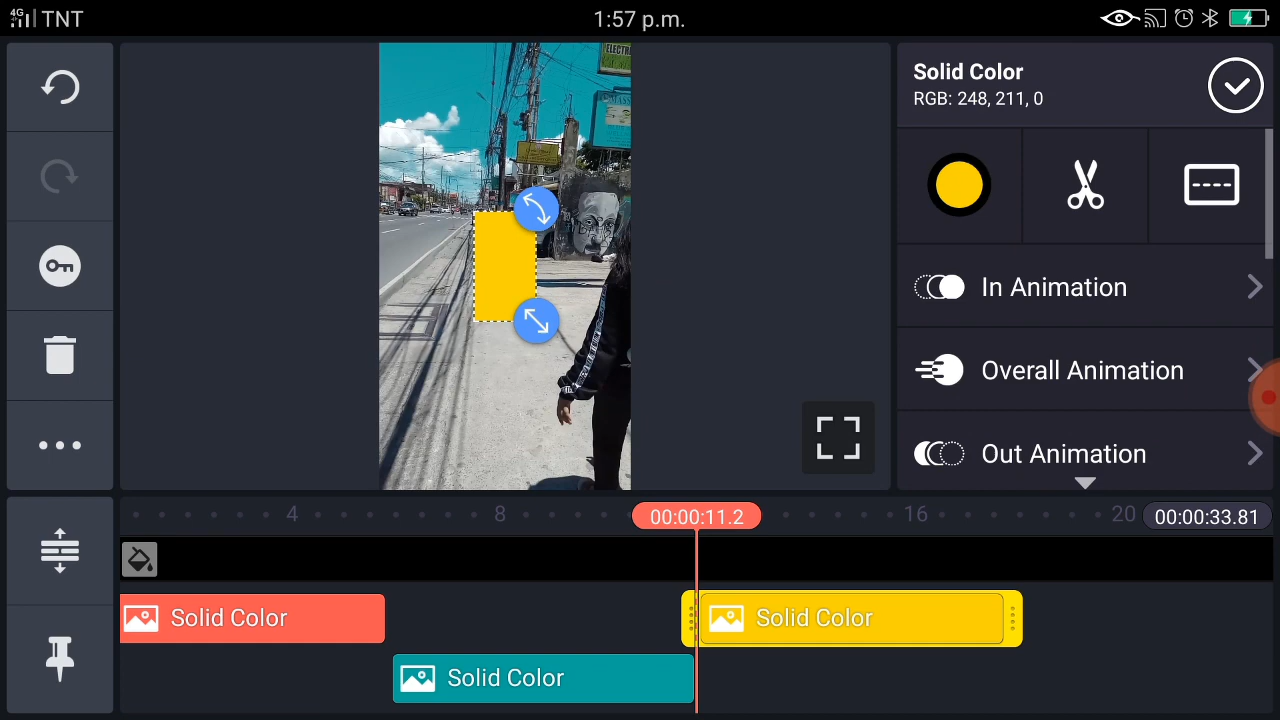 4G TNT
1:57 p.m.
Solid Color
RGB: 248, 211, 0
In Animation
Overall Animation
Out Animation
4
8
00:00:11.2
16
20
00:00:33.81
Solid Color
Solid Color
Solid Color